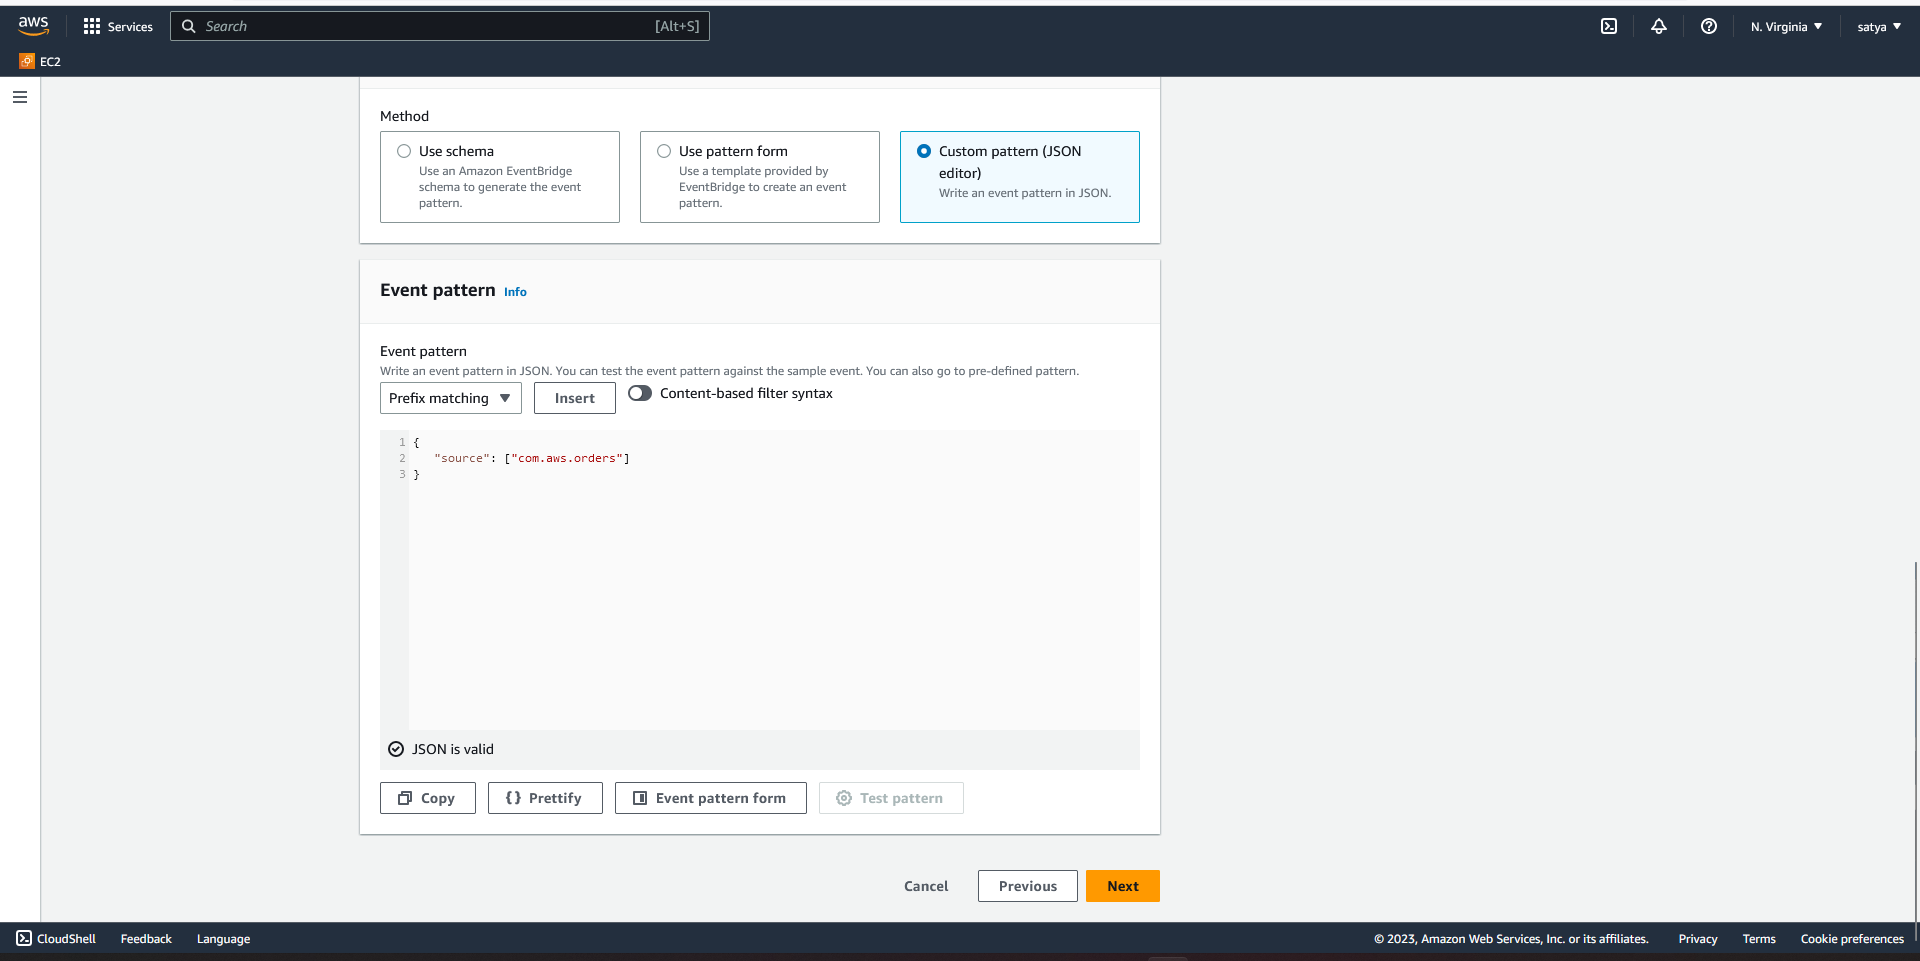 aws
Services
Search
[Alt+S]
N. Virginia
satya
EC2
Method
Use schema
Use an Amazon EventBridge
schema to generate the event
pattern.
Use pattern form
Use a template provided by
EventBridge to create an event
pattern.
Custom pattern (JSON
editor)
Write an event pattern in JSON.
Event pattern Info
Event pattern
Write an event pattern in JSON. You can test the event pattern against the sample event. You can also go to pre-defined pattern.
Prefix matching
Insert
Content-based filter syntax
1 {
2 "source": ["com.aws.orders"]
3 }
JSON is valid
Copy
{} Prettify
Event pattern form
Test pattern
Cancel
Previous
Next
CloudShell
Feedback
Language
© 2023, Amazon Web Services, Inc. or its affiliates.
Privacy
Terms
Cookie preferences